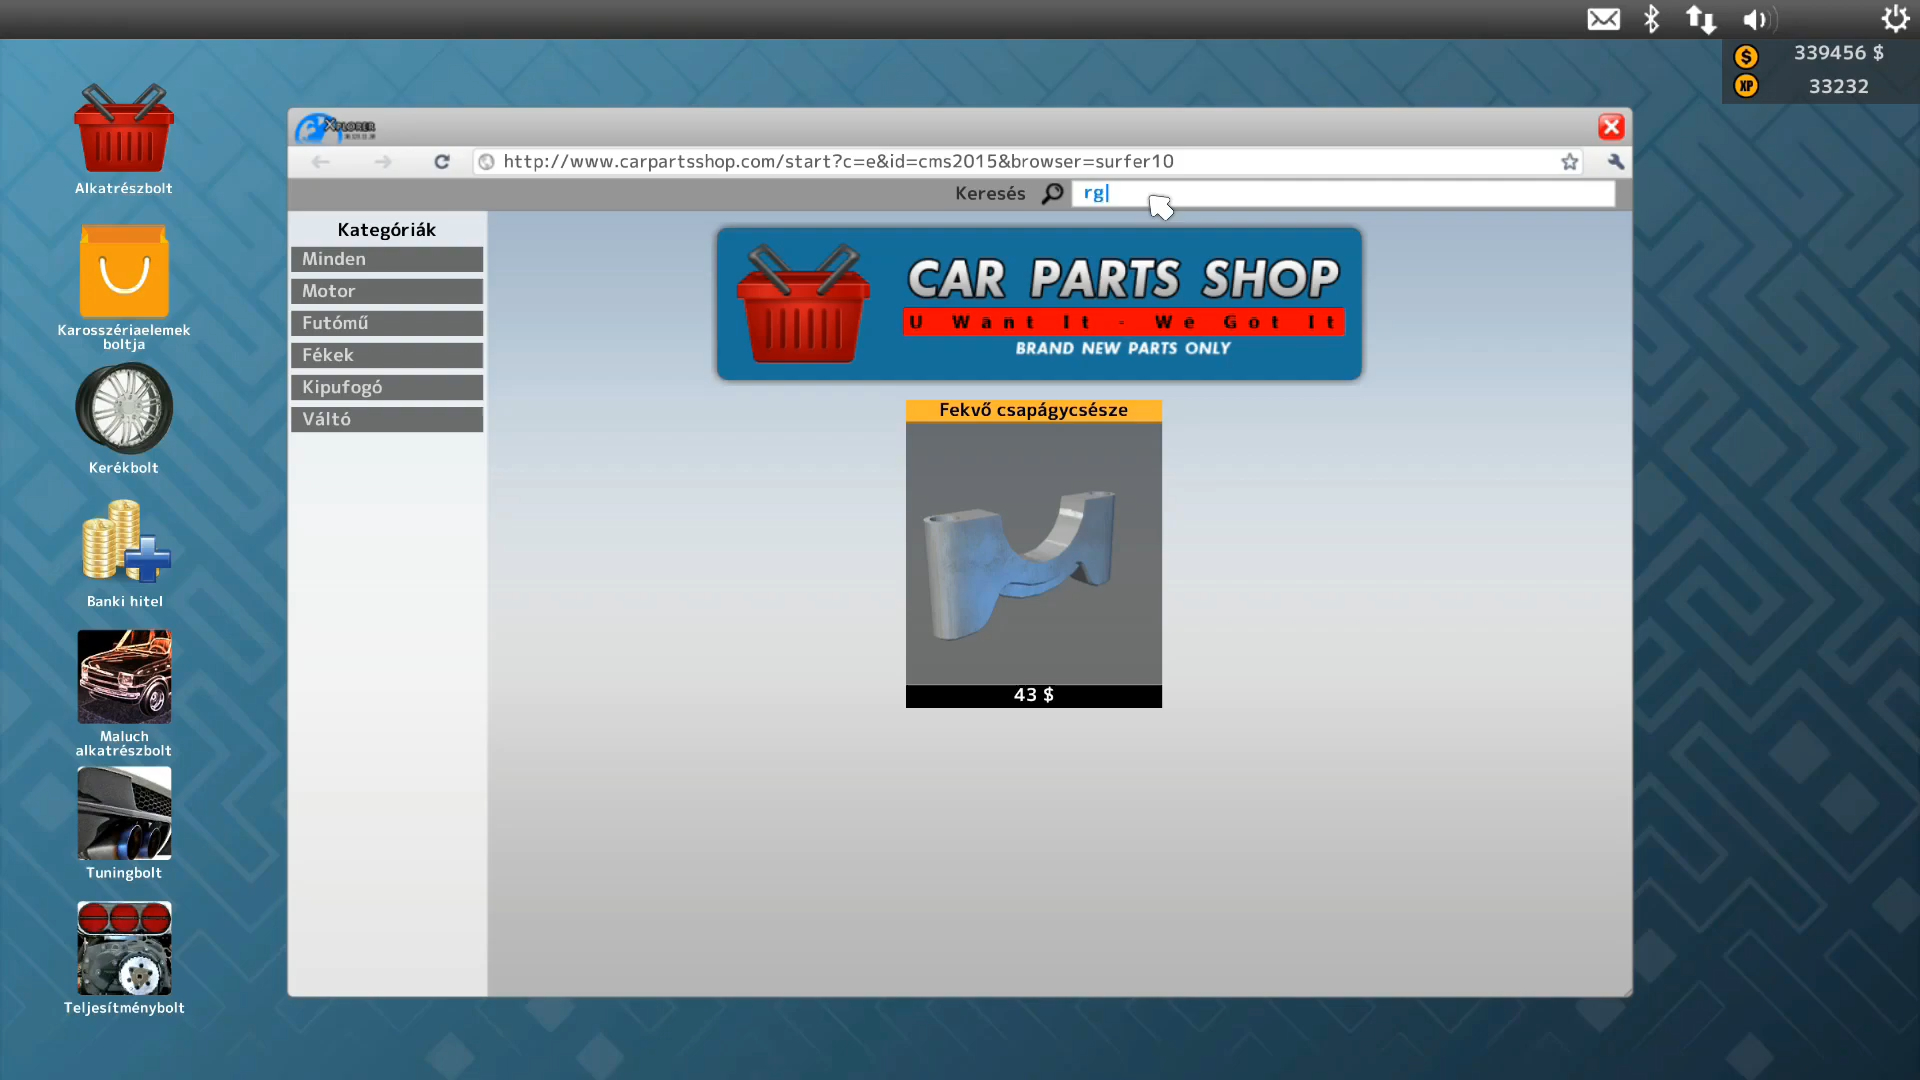 339456 $
XP
33232
Alkatrészbolt
Karosszériaelemek
boltja
Kerékbolt
Banki hitel
Maluch
alkatrészbolt
Tuningbolt
Teljesítménybolt
XPLORER
http://www.carpartsshop.com/start?c=e&id=cms2015&browser=surfer10
Keresés
rg
Kategóriák
Minden
Motor
Futómű
Fékek
Kipufogó
Váltó
CAR PARTS SHOP
U Want It - We Got It
BRAND NEW PARTS ONLY
Fekvő csapágycsésze
43 $